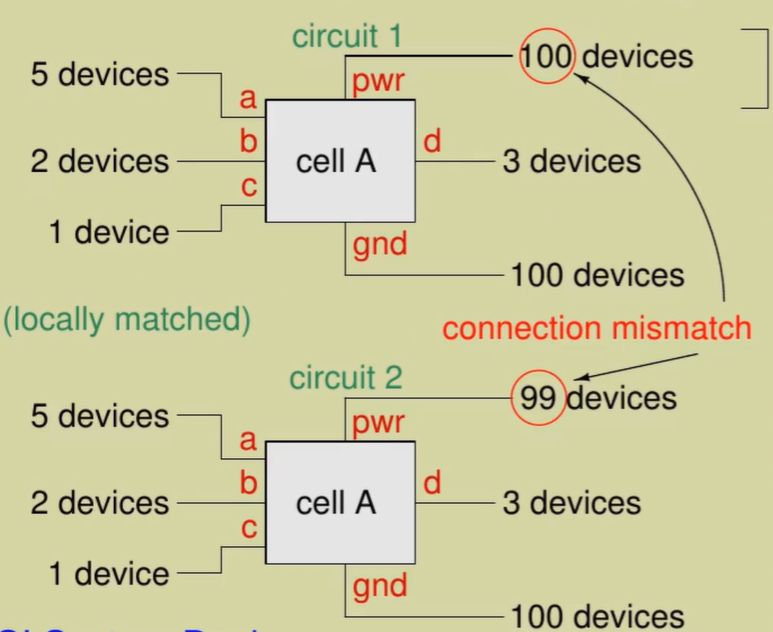 circuit 1
5 devices
100 devices
pwr
a
b
2 devices
cell A
d
3 devices
c
1 device
gnd
100 devices
(locally matched)
connection mismatch
circuit 2
99 devices
5 devices
pwr
a
b
2 devices
cell A
d
3 devices
c
1 device
gnd
100 devices